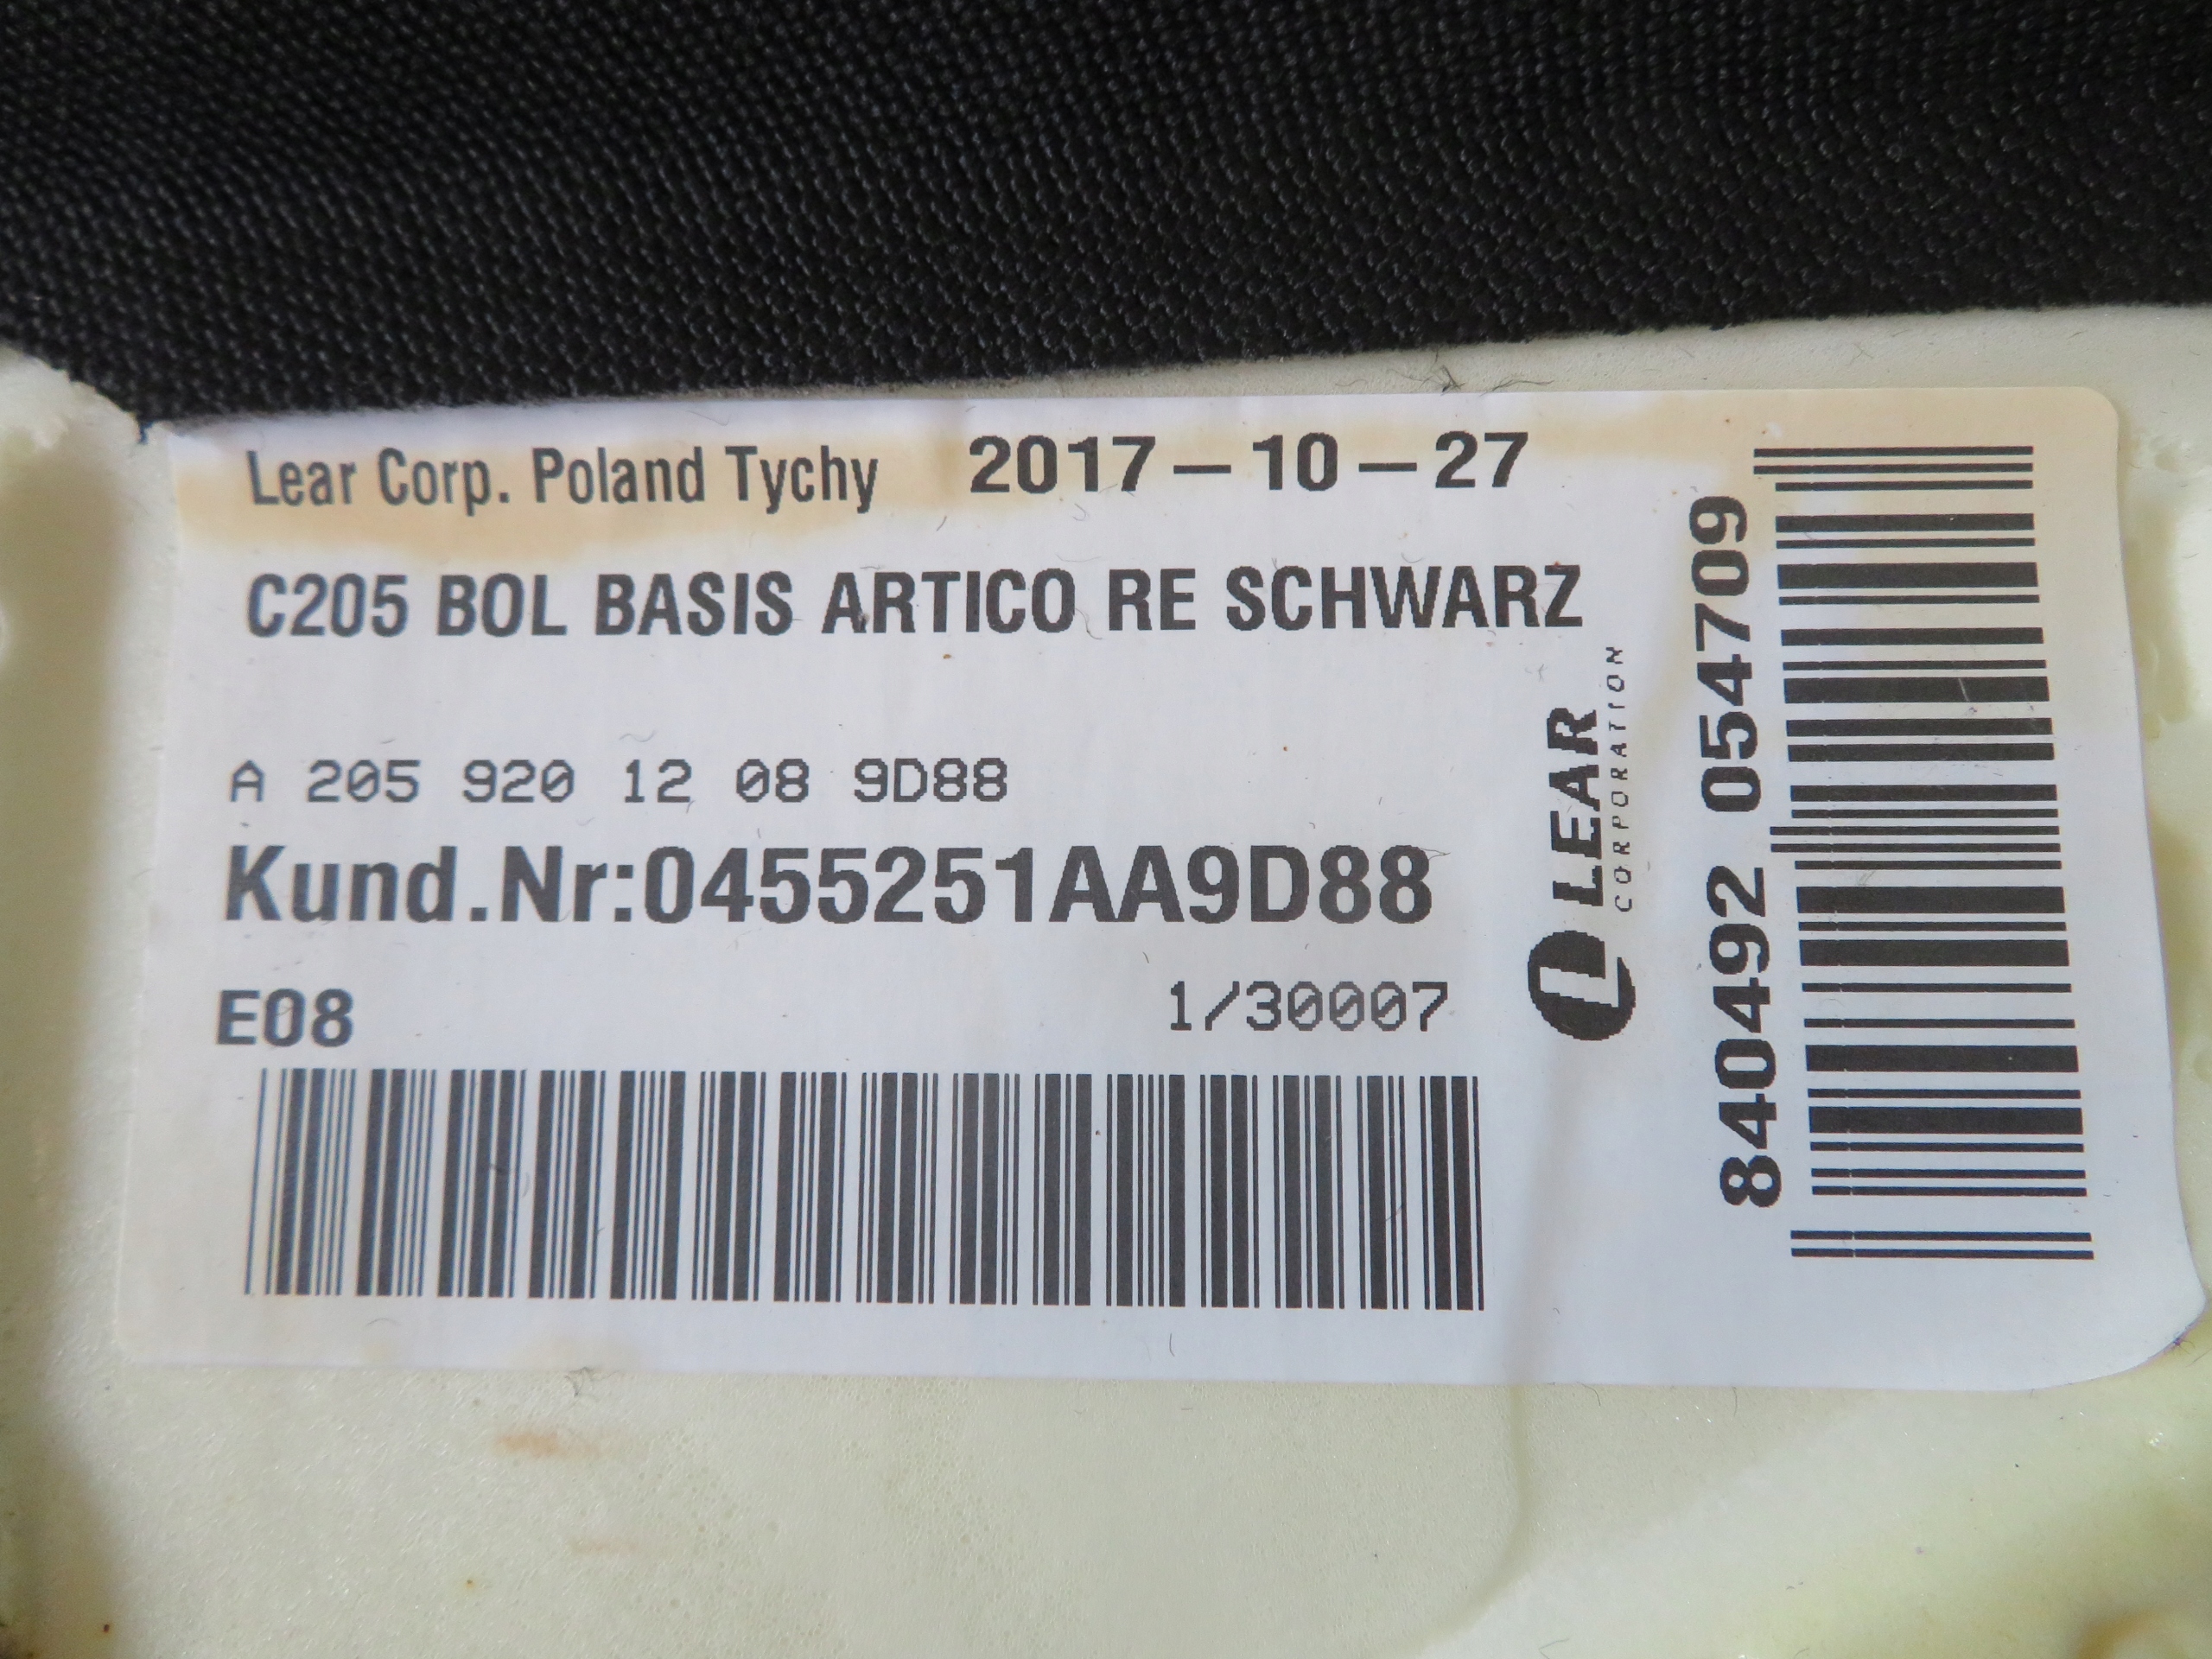 Lear Corp. Poland Tychy 2017-10-27
C205 BOL BASIS ARTICO RE SCHWARZ
A 205 920 12 08 9D88
Kund.Nr:0455251AA9D88
E08 1/30007
LEAR
CORPORATION
840492 054709